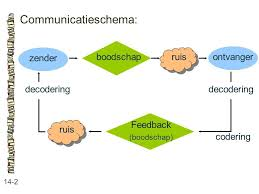 Communicatieschema:
zender
boodschap
ruis
ontvanger
decodering
decodering
ruis
Feedback
(boodschap)
codering
14-2